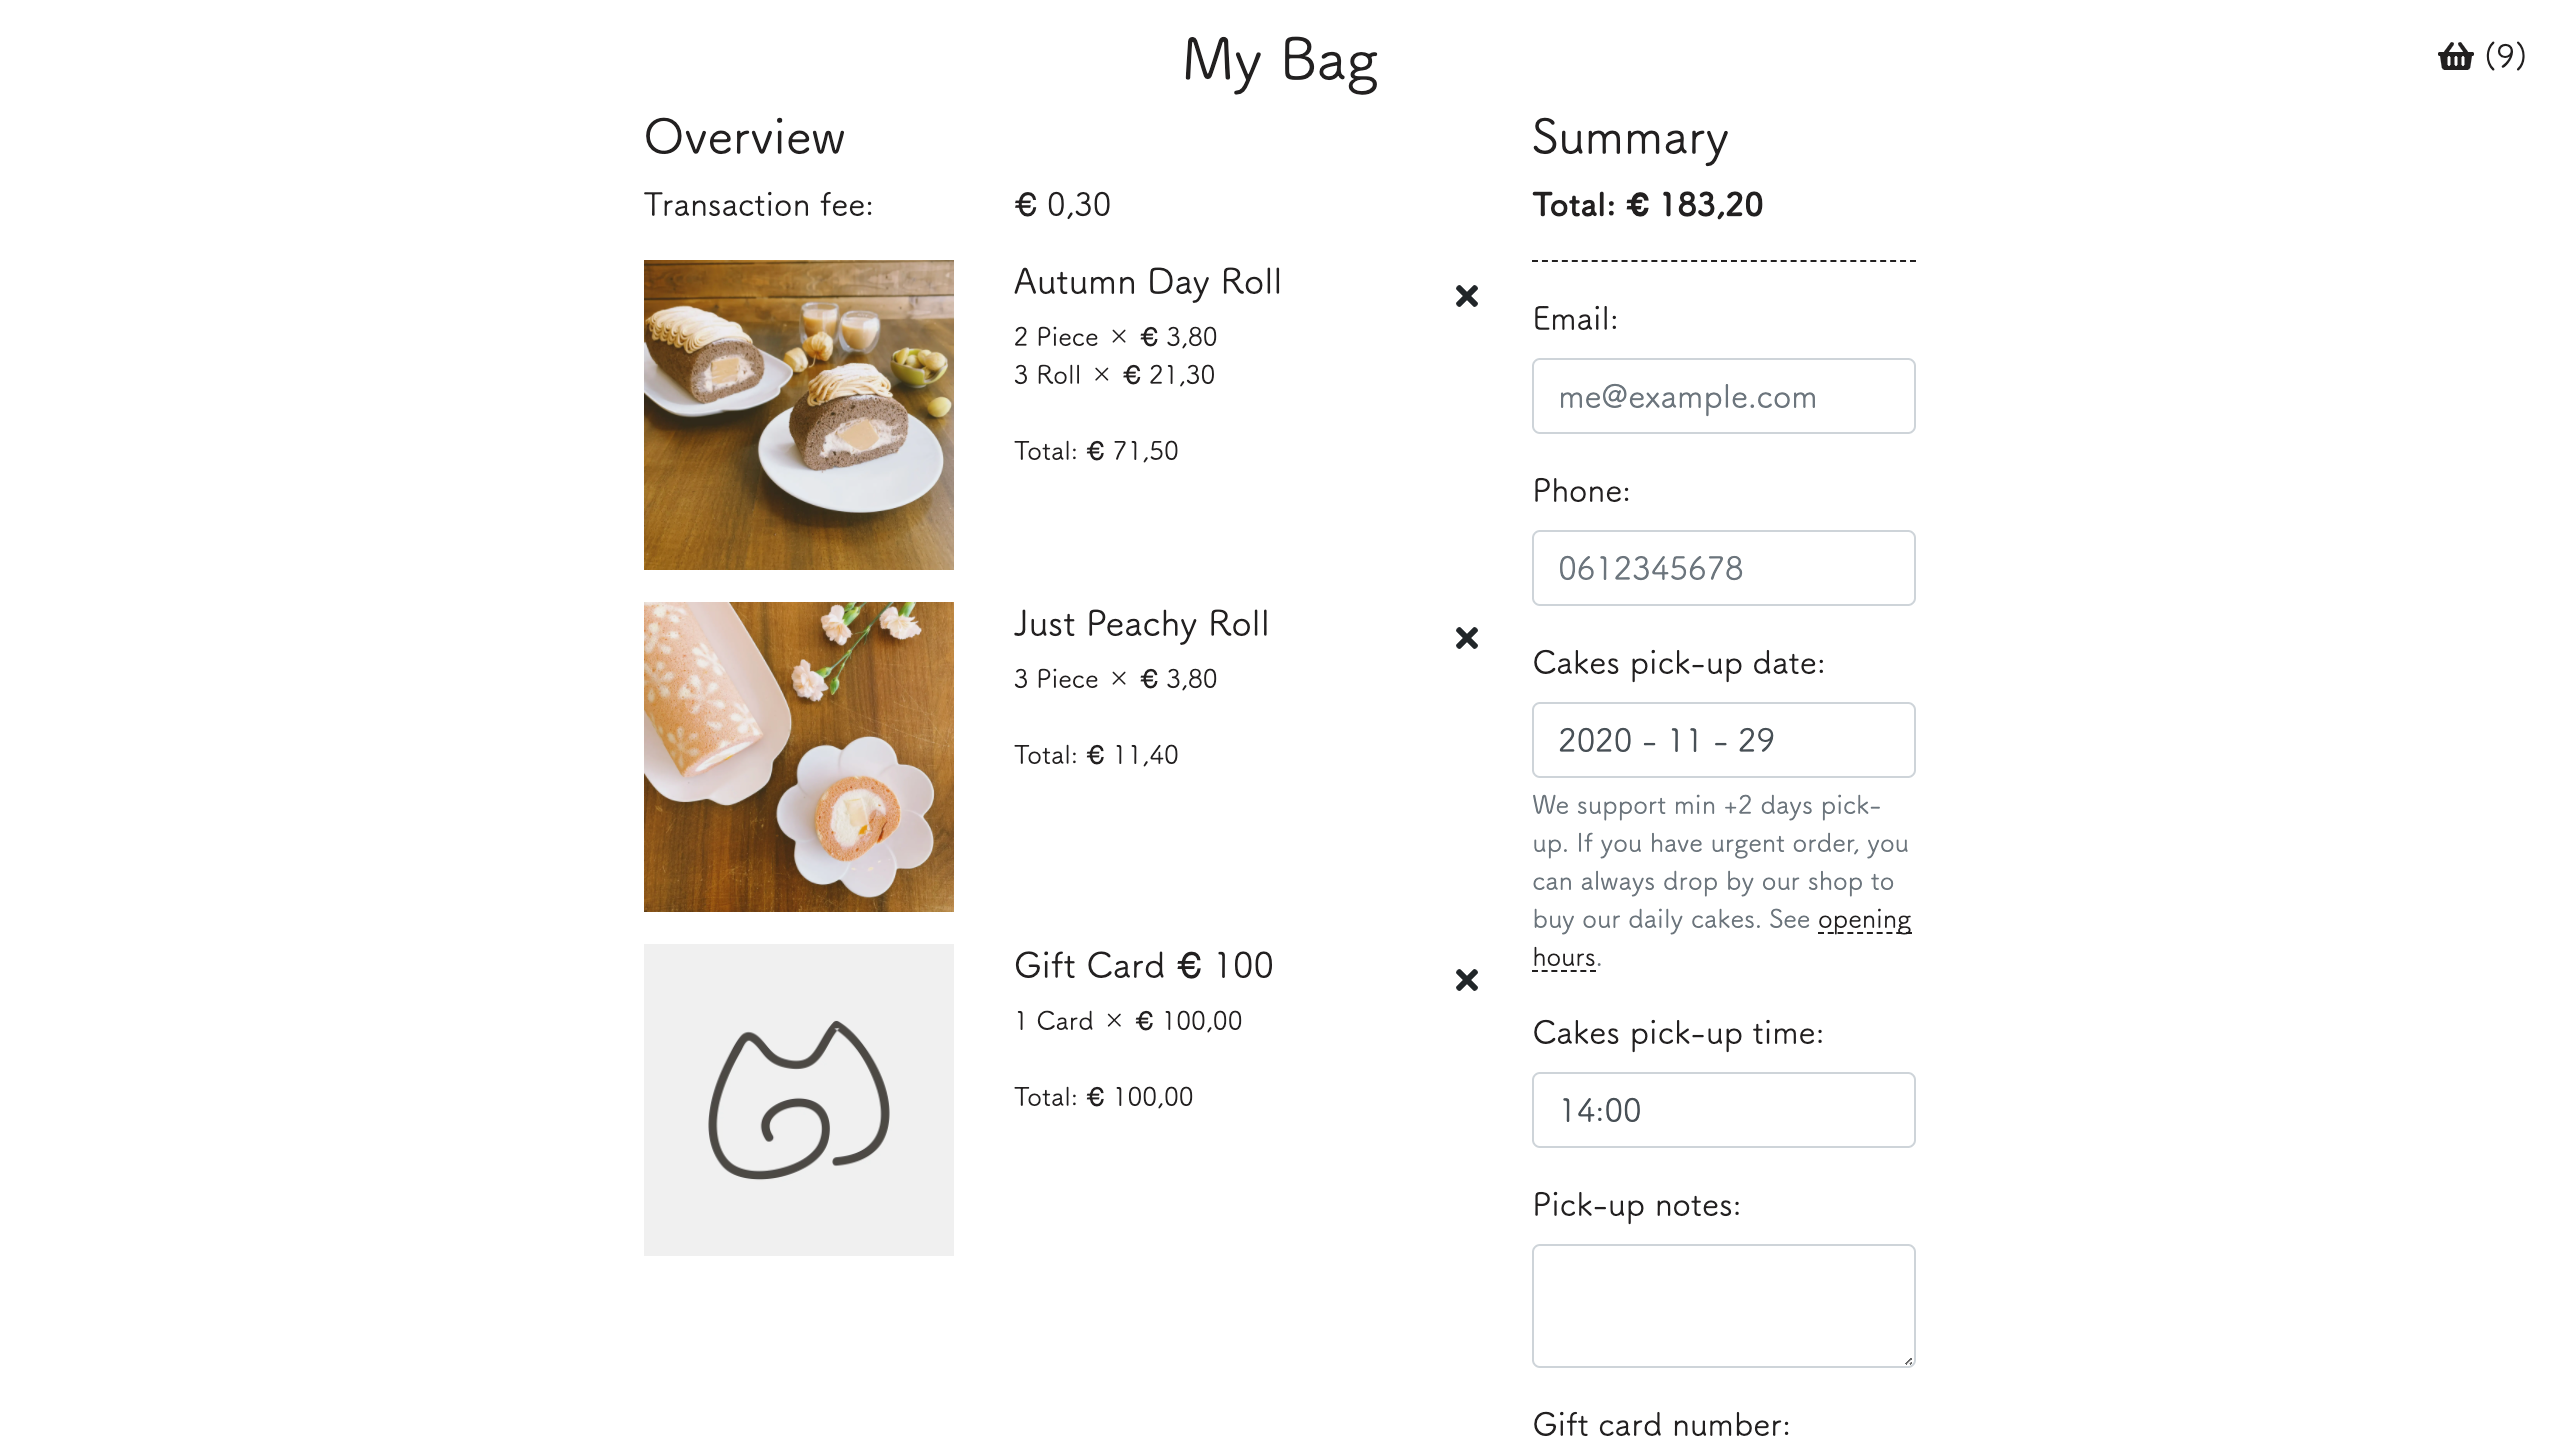 My Bag
(9)
Overview
Transaction fee:
€ 0,30
Autumn Day Roll
2 Piece × € 3,80
3 Roll × € 21,30
Total: € 71,50
Just Peachy Roll
3 Piece × € 3,80
Total: € 11,40
Gift Card € 100
1 Card × € 100,00
Total: € 100,00
Summary
Total: € 183,20
Email:
me@example.com
Phone:
0612345678
Cakes pick-up date:
2020 - 11 - 29
We support min +2 days pick-
up. If you have urgent order, you
can always drop by our shop to
buy our daily cakes. See opening
hours.
Cakes pick-up time:
14:00
Pick-up notes:
Gift card number: